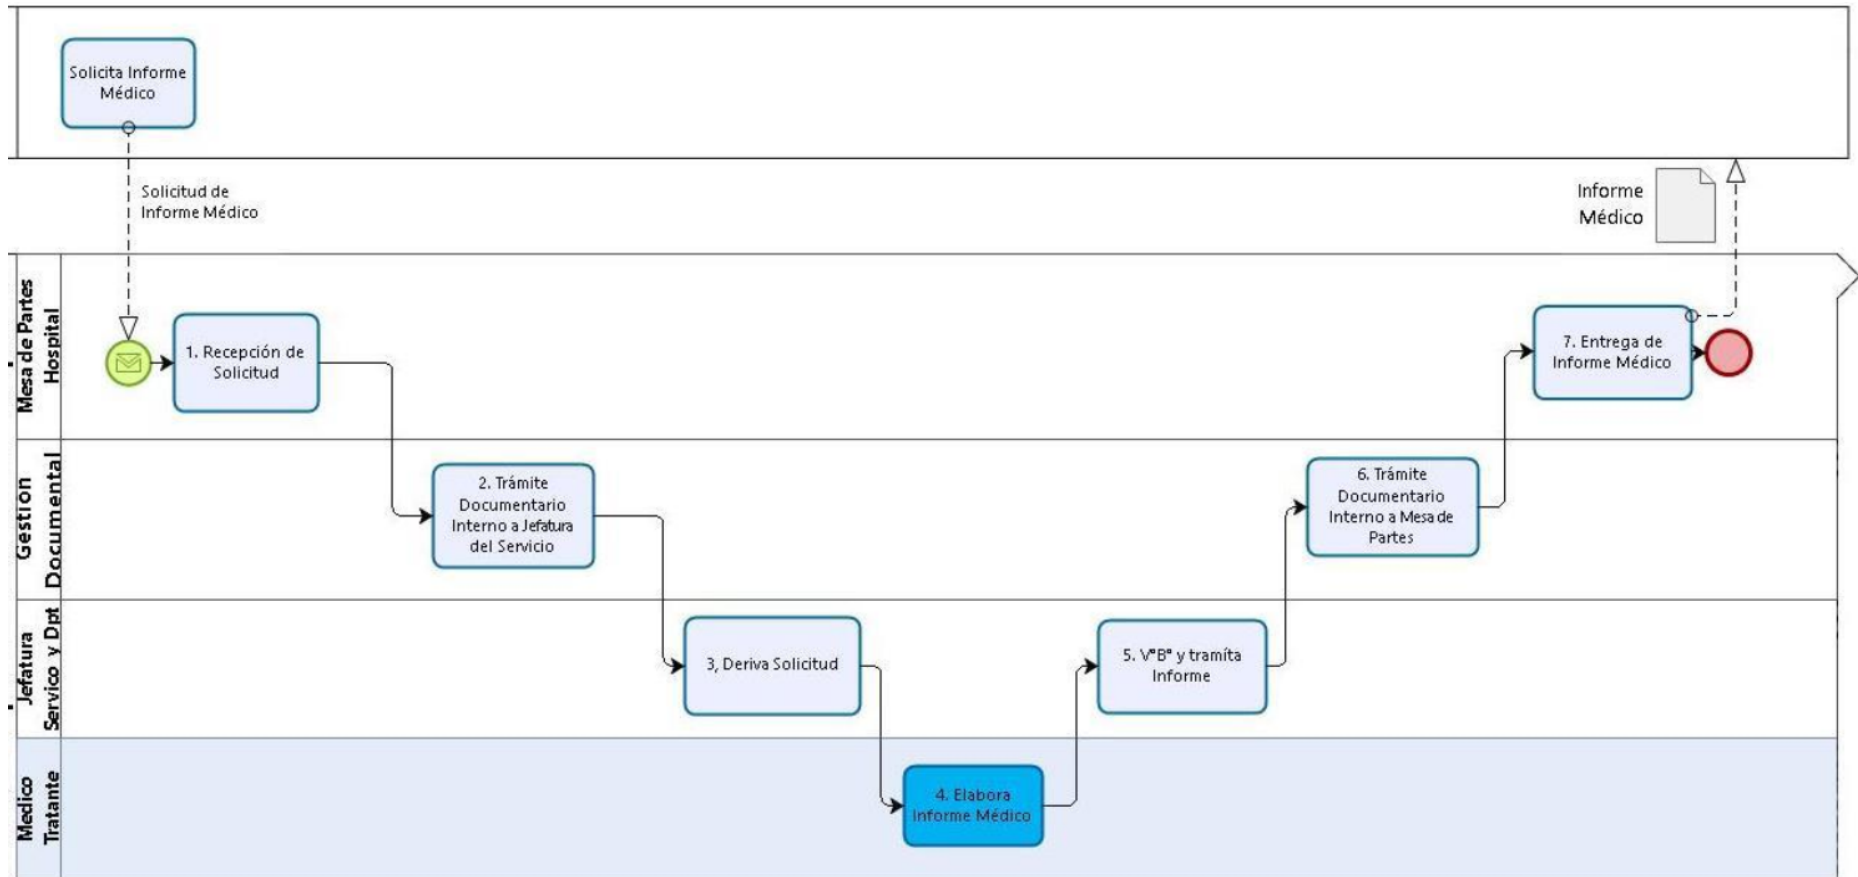 Solicita Informe
Médico
Solicitud de
Informe Médico
Informe
Médico
Mesa de Partes
Hospital
1. Recepción de
Solicitud
7. Entrega de
Informe Médico
Gestion
Documental
2. Trámite
Documentario
Interno a Jefatura
del Servicio
6. Trámite
Documentario
Interno a Mesa de
Partes
Jefatura
Servico y Dpt
3, Deriva Solicitud
5. V°B° y tramíta
Informe
Medico
Tratante
4. Elabora
Informe Médico